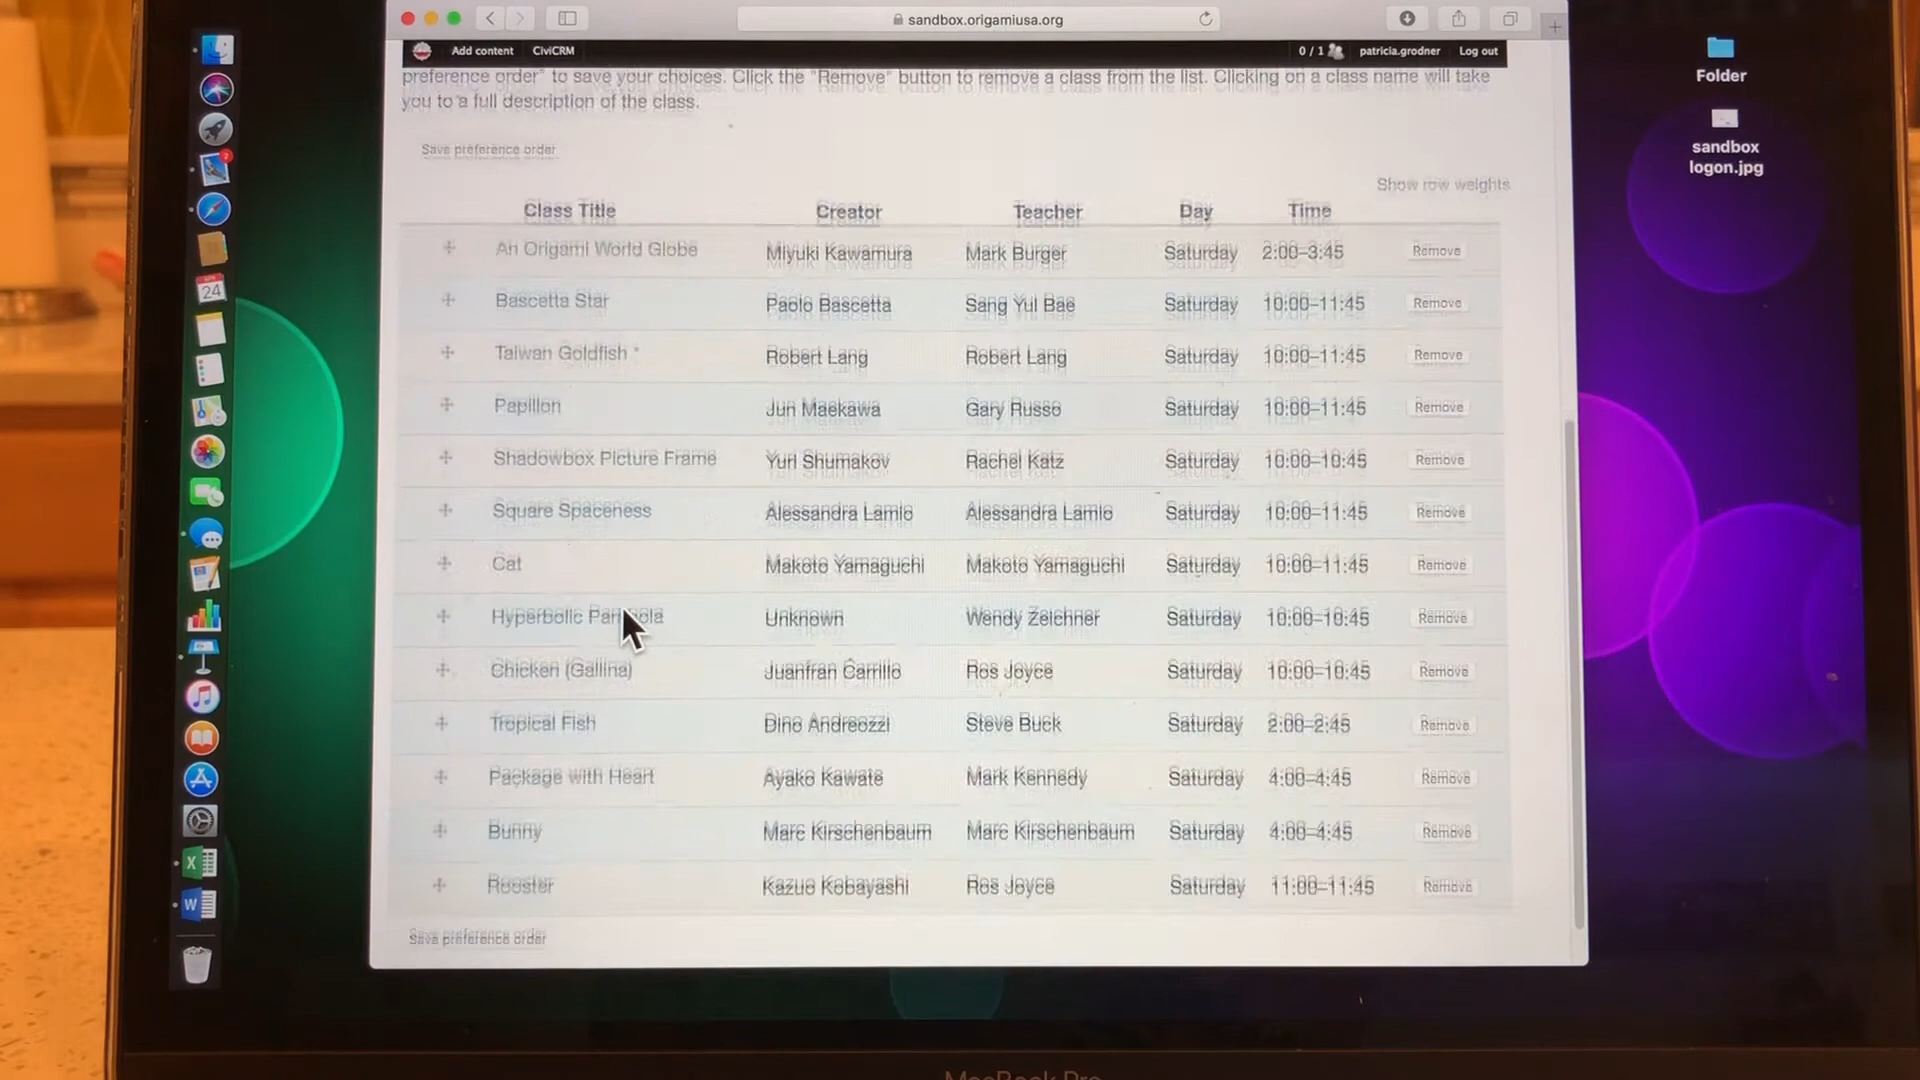 sandbox.origamiusa.org
Add content CiviCRM 0 / 1 patricia.grodner Log out
preference order" to save your choices. Click the "Remove" button to remove a class from the list. Clicking on a class name will take
you to a full description of the class.
Save preference order
Show row weights
Class Title Creator Teacher Day Time
An Origami World Globe Miyuki Kawamura Mark Burger Saturday 2:00–3:45 Remove
Bascetta Star Paolo Bascetta Sang Yul Bae Saturday 10:00–11:45 Remove
Taiwan Goldfish * Robert Lang Robert Lang Saturday 10:00–11:45 Remove
Papillon Jun Maekawa Gary Russo Saturday 10:00–11:45 Remove
Shadowbox Picture Frame Yuri Shumakov Rachel Katz Saturday 10:00–10:45 Remove
Square Spaceness Alessandra Lamio Alessandra Lamio Saturday 10:00–11:45 Remove
Cat Makoto Yamaguchi Makoto Yamaguchi Saturday 10:00–11:45 Remove
Hyperbolic Unknown Wendy Zeichner Saturday 10:00–10:45 Remove
Chicken (Gallina) Juanfran Carrillo Ros Joyce Saturday 10:00–10:45 Remove
Tropical Fish Dino Andreozzi Steve Buck Saturday 2:00–2:45 Remove
Package with Heart Ayako Kawate Mark Kennedy Saturday 4:00–4:45 Remove
Bunny Marc Kirschenbaum Marc Kirschenbaum Saturday 4:00–4:45 Remove
Rooster Kazuo Kobayashi Ros Joyce Saturday 11:00–11:45 Remove
Save preference order
Folder
sandbox
logon.jpg
24
2
MacBook Pro